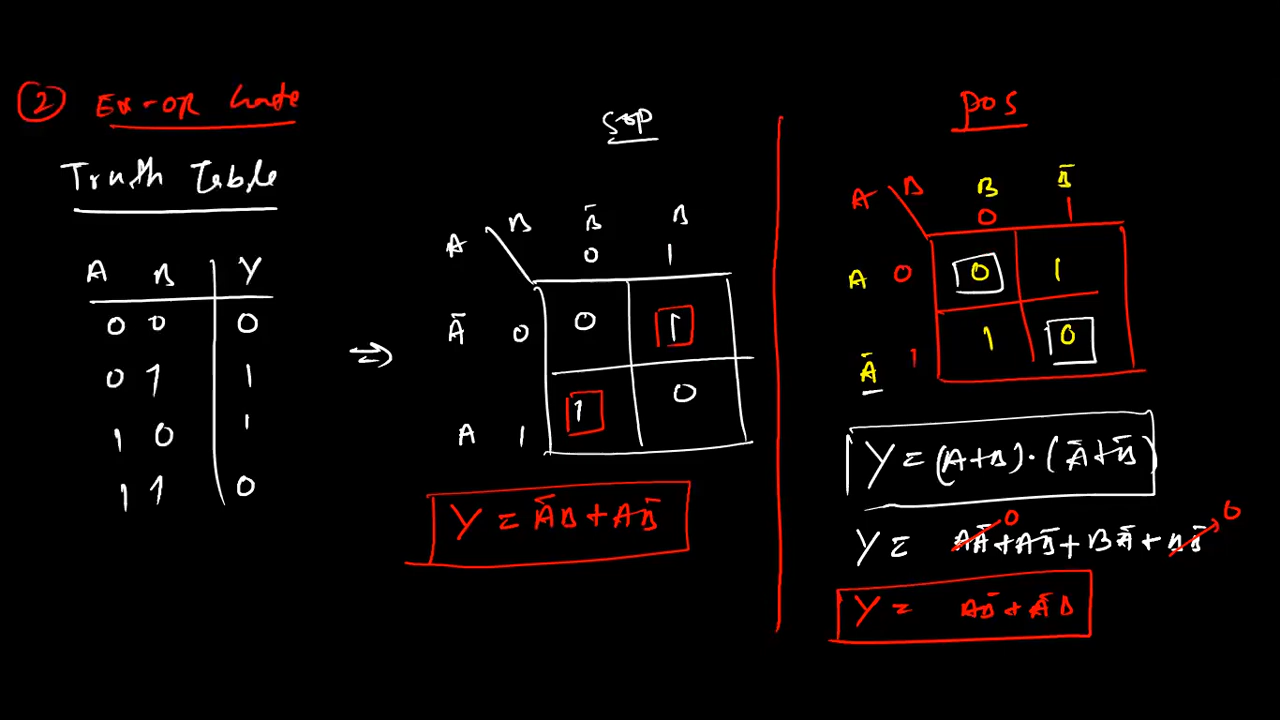 ② Ex-OR Gate
Truth Table
A B Y
0 0 0
0 1 1
1 0 1
1 1 0
⇒
SOP
A \ B B̄ B
0 1
Ā 0 0 1
A 1 1 0
Y = ĀB + AB̄
POS
A \ B B B̄
0 1
A 0 0 1
Ā 1 1 0
Y = (A+B)·(Ā+B̄)
0 0
Y = AĀ + AB̄ + BĀ + BB̄
Y = AB̄ + ĀB